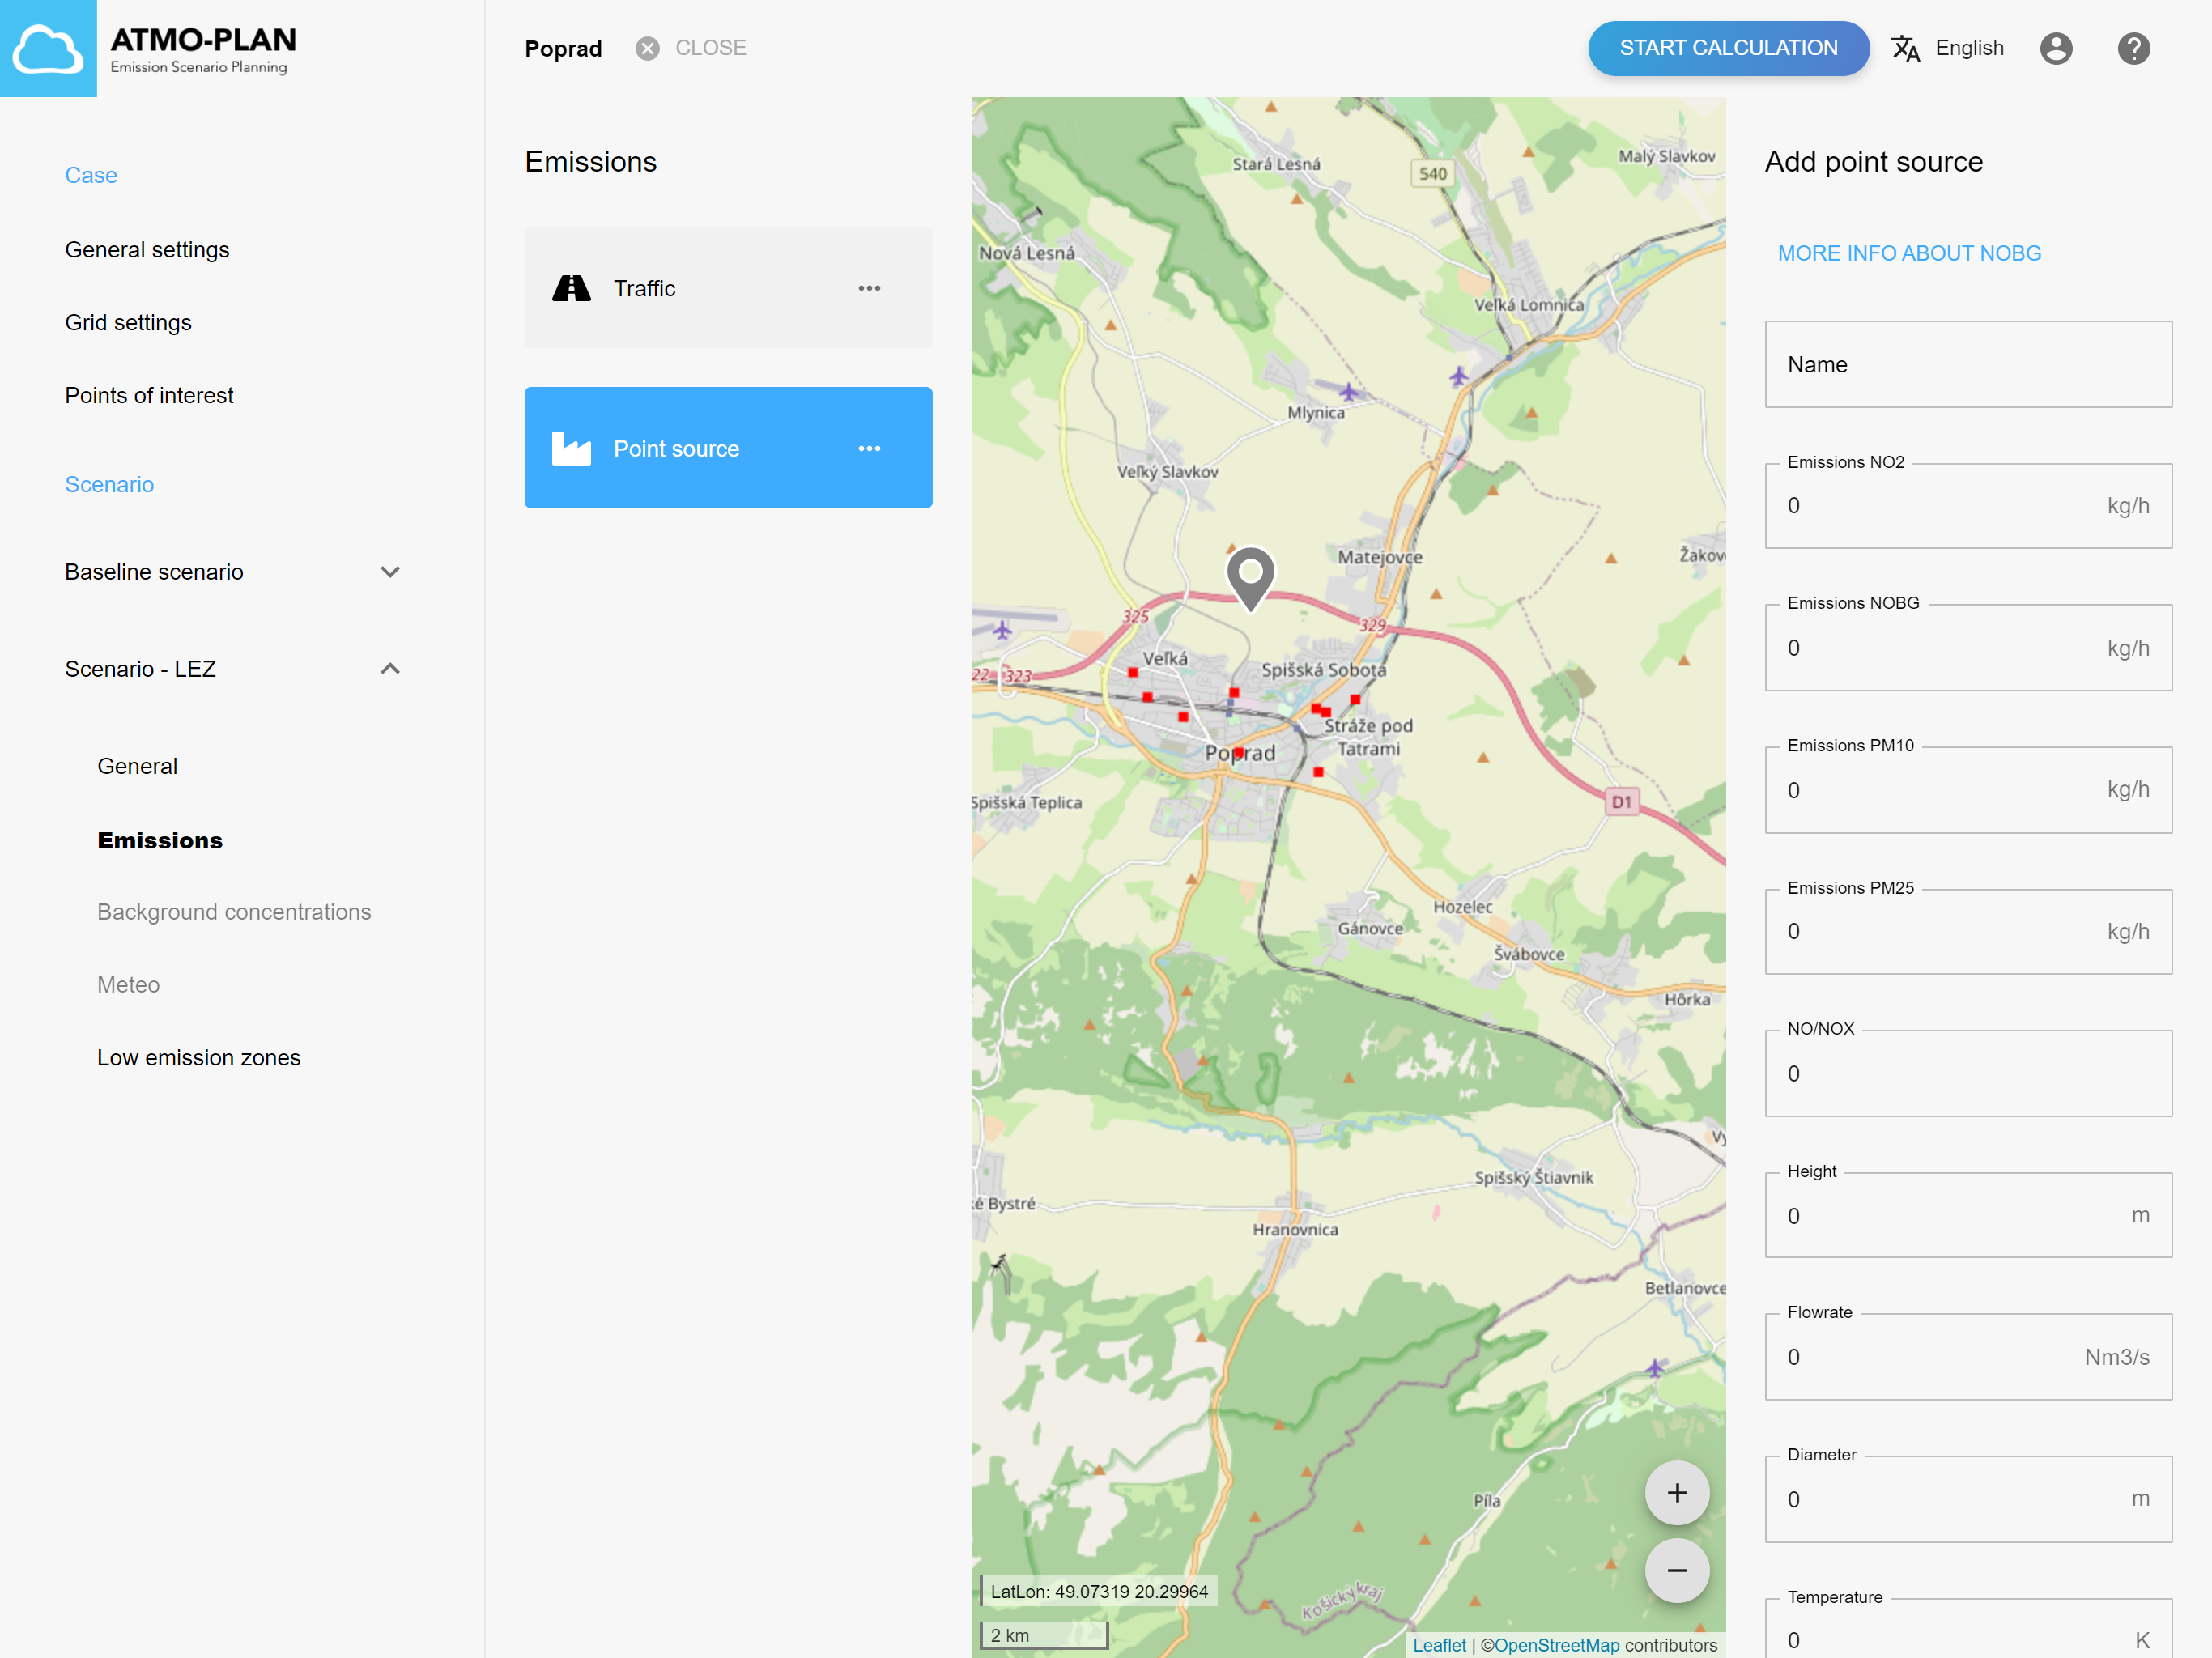 ATMO-PLAN
Emission Scenario Planning
Poprad
CLOSE
START CALCULATION
English
Case
General settings
Grid settings
Points of interest
Scenario
Baseline scenario
Scenario - LEZ
General
Emissions
Background concentrations
Meteo
Low emission zones
Emissions
Traffic
Point source
Stará Lesná
540
Malý Slavkov
Nová Lesná
Veľká Lomnica
Mlynica
Veľký Slavkov
Matejovce
Žakov
325
329
Veľká
Spišská Sobota
22
323
Stráže pod
Tatrami
Poprad
Spišská Teplica
D1
Hozelec
Gánovce
Švábovce
Hôrka
Vy
Spišský Štiavnik
ké Bystré
Hranovnica
Betlanovce
Píla
Košický kraj
+
−
LatLon: 49.07319 20.29964
2 km
Leaflet | ©OpenStreetMap contributors
Add point source
MORE INFO ABOUT NOBG
Name
Emissions NO2
0 kg/h
Emissions NOBG
0 kg/h
Emissions PM10
0 kg/h
Emissions PM25
0 kg/h
NO/NOX
0
Height
0 m
Flowrate
0 Nm3/s
Diameter
0 m
Temperature
0 K